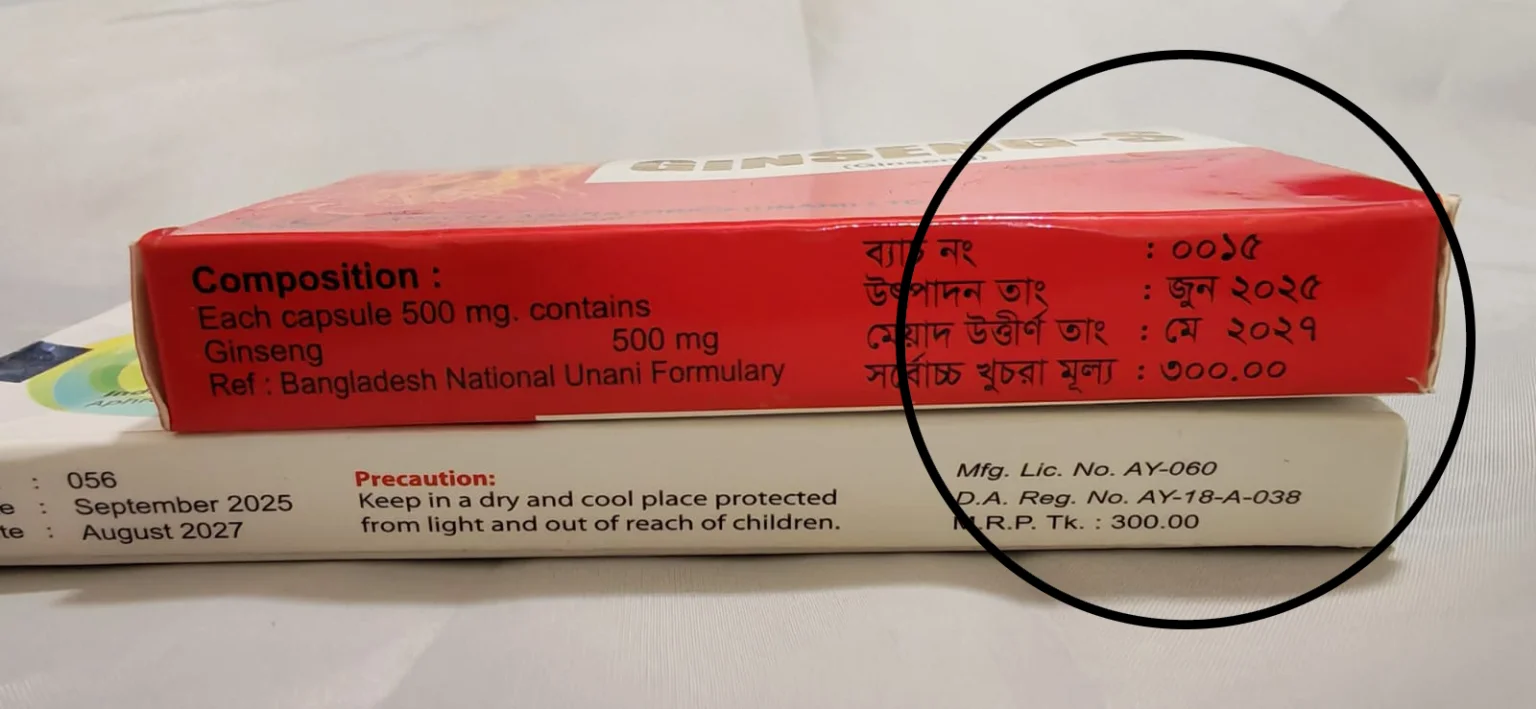 GINSENG-S
(Ginseng)
Composition :
Each capsule 500 mg. contains
Ginseng 500 mg
Ref : Bangladesh National Unani Formulary
ব্যাচ নং : ০০১৫
উৎপাদন তাং : জুন ২০২৫
মেয়াদ উত্তীর্ণ তাং : মে ২০২৭
সর্বোচ্চ খুচরা মূল্য : ৩০০.০০
: 056
: September 2025
: August 2027
Precaution:
Keep in a dry and cool place protected
from light and out of reach of children.
Mfg. Lic. No. AY-060
D.A. Reg. No. AY-18-A-038
M.R.P. Tk. : 300.00